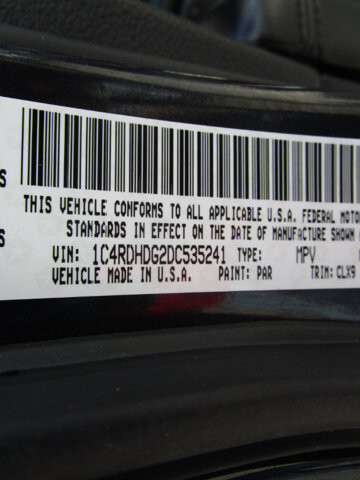 S
THIS VEHICLE CONFORMS TO ALL APPLICABLE U.S.A. FEDERAL MOTOR
S
STANDARDS IN EFFECT ON THE DATE OF MANUFACTURE SHOWN
VIN: 1C4RDHDG2DC535241 TYPE: MPV
VEHICLE MADE IN U.S.A. PAINT: PAR TRIM: CLX9